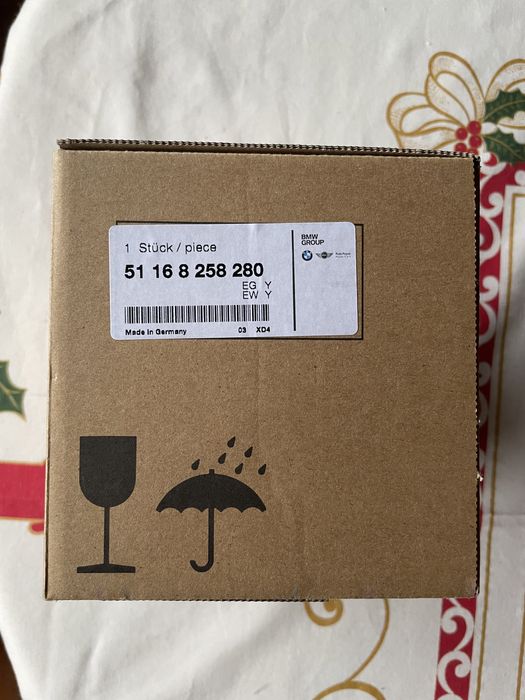 1 Stück / piece
51 16 8 258 280
EG Y
EW Y
Made in Germany 03 XD4
BMW
GROUP